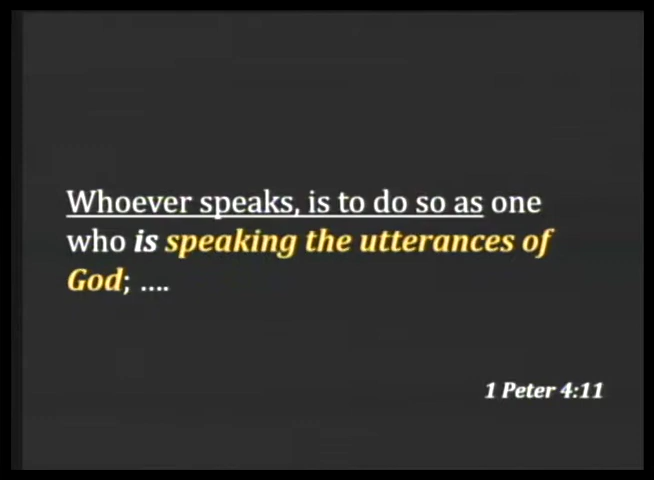 Whoever speaks, is to do so as one
who is speaking the utterances of
God; ....
1 Peter 4:11